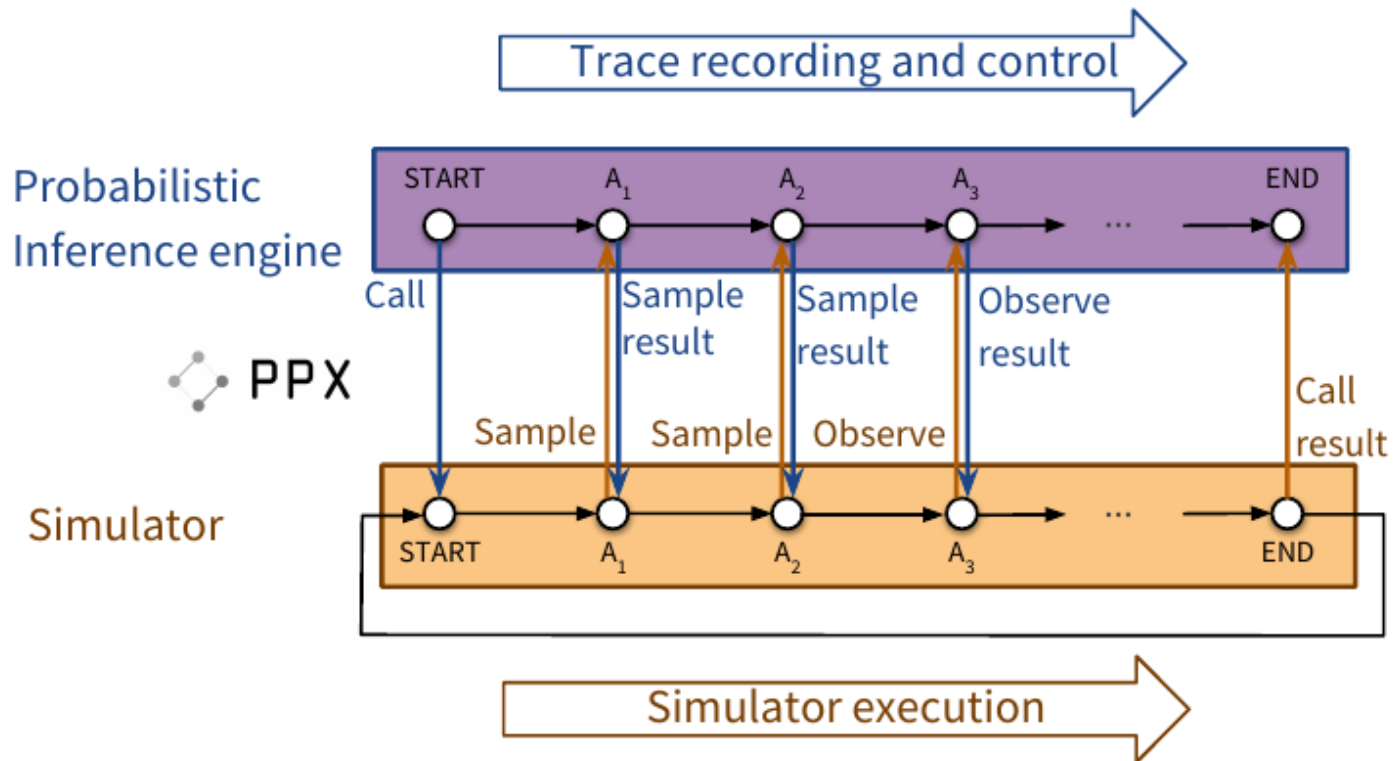 Trace recording and control
Probabilistic
Inference engine
START A₁ A₂ A₃ ... END
Call
Sample
result
Sample
result
Observe
result
PPX
Call
result
Sample
Sample
Observe
Simulator
START A₁ A₂ A₃ ... END
Simulator execution